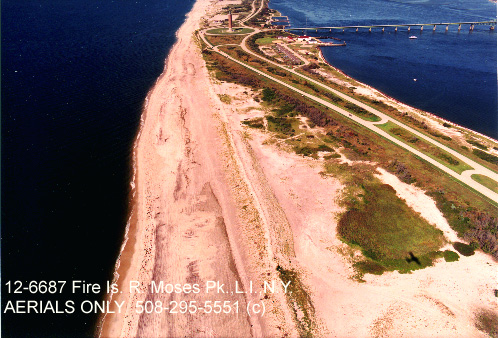 12-6687 Fire Is. R. Moses Pk., L.I., N.Y.
AERIALS ONLY 508-295-5551 (c)